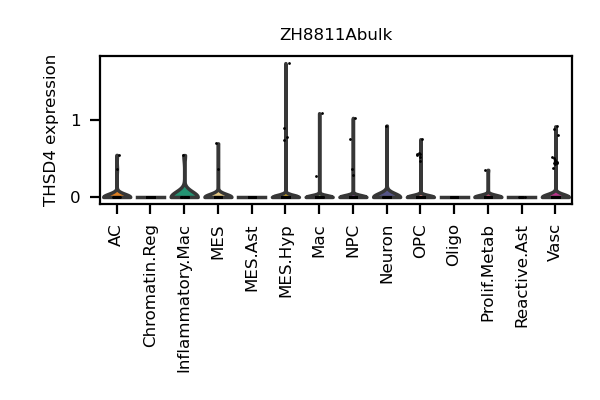 ZH8811Abulk
THSD4 expression
1
0
AC
Chromatin.Reg
Inflammatory.Mac
MES
MES.Ast
MES.Hyp
Mac
NPC
Neuron
OPC
Oligo
Prolif.Metab
Reactive.Ast
Vasc